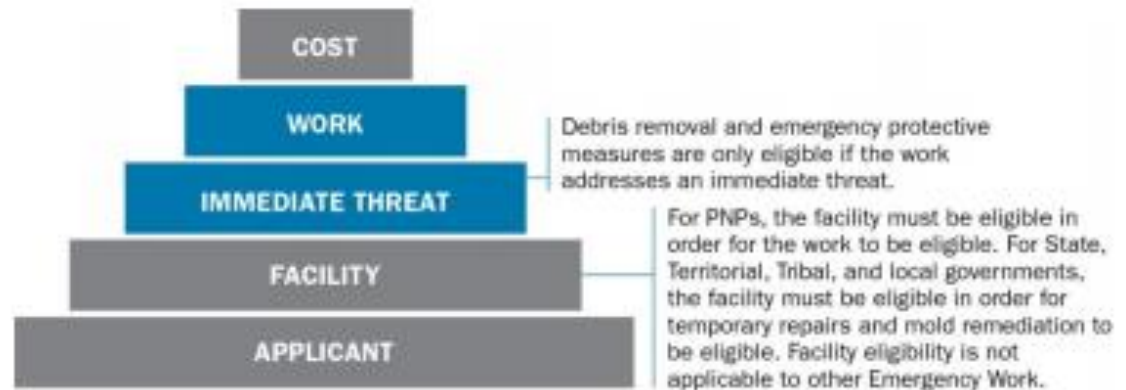 COST
WORK
Debris removal and emergency protective
measures are only eligible if the work
addresses an immediate threat.
IMMEDIATE THREAT
For PNPs, the facility must be eligible in
order for the work to be eligible. For State,
Territorial, Tribal, and local governments,
the facility must be eligible in order for
temporary repairs and mold remediation to
be eligible. Facility eligibility is not
applicable to other Emergency Work.
FACILITY
APPLICANT